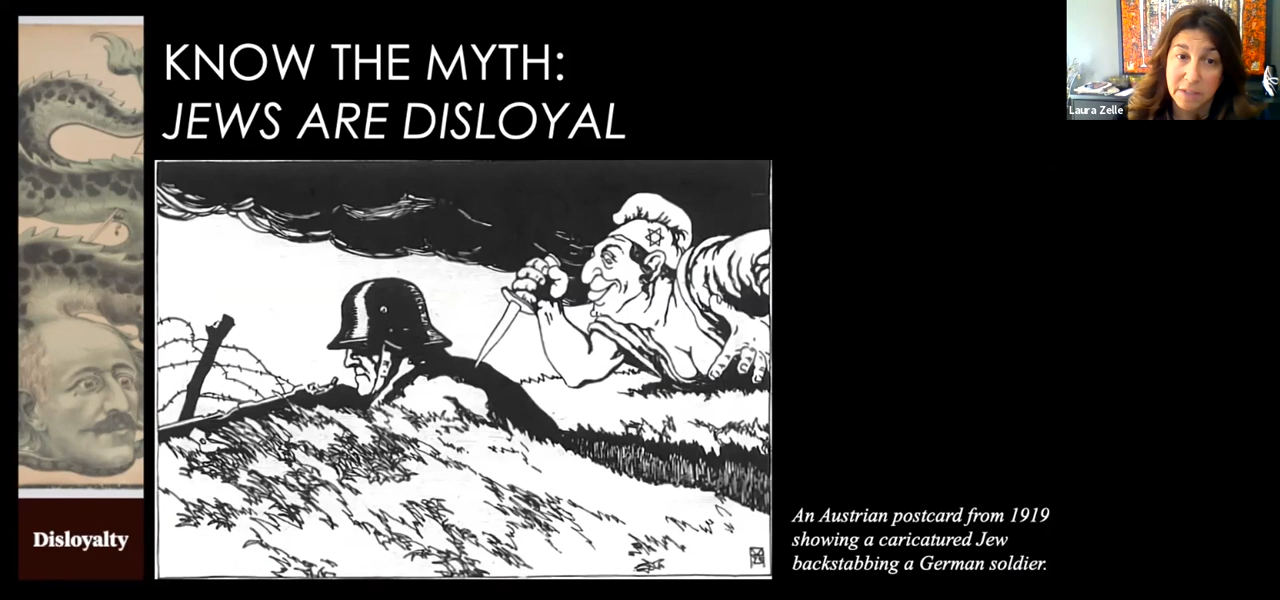 KNOW THE MYTH:
JEWS ARE DISLOYAL
Laura Zelle
An Austrian postcard from 1919
showing a caricatured Jew
backstabbing a German soldier.
Disloyalty